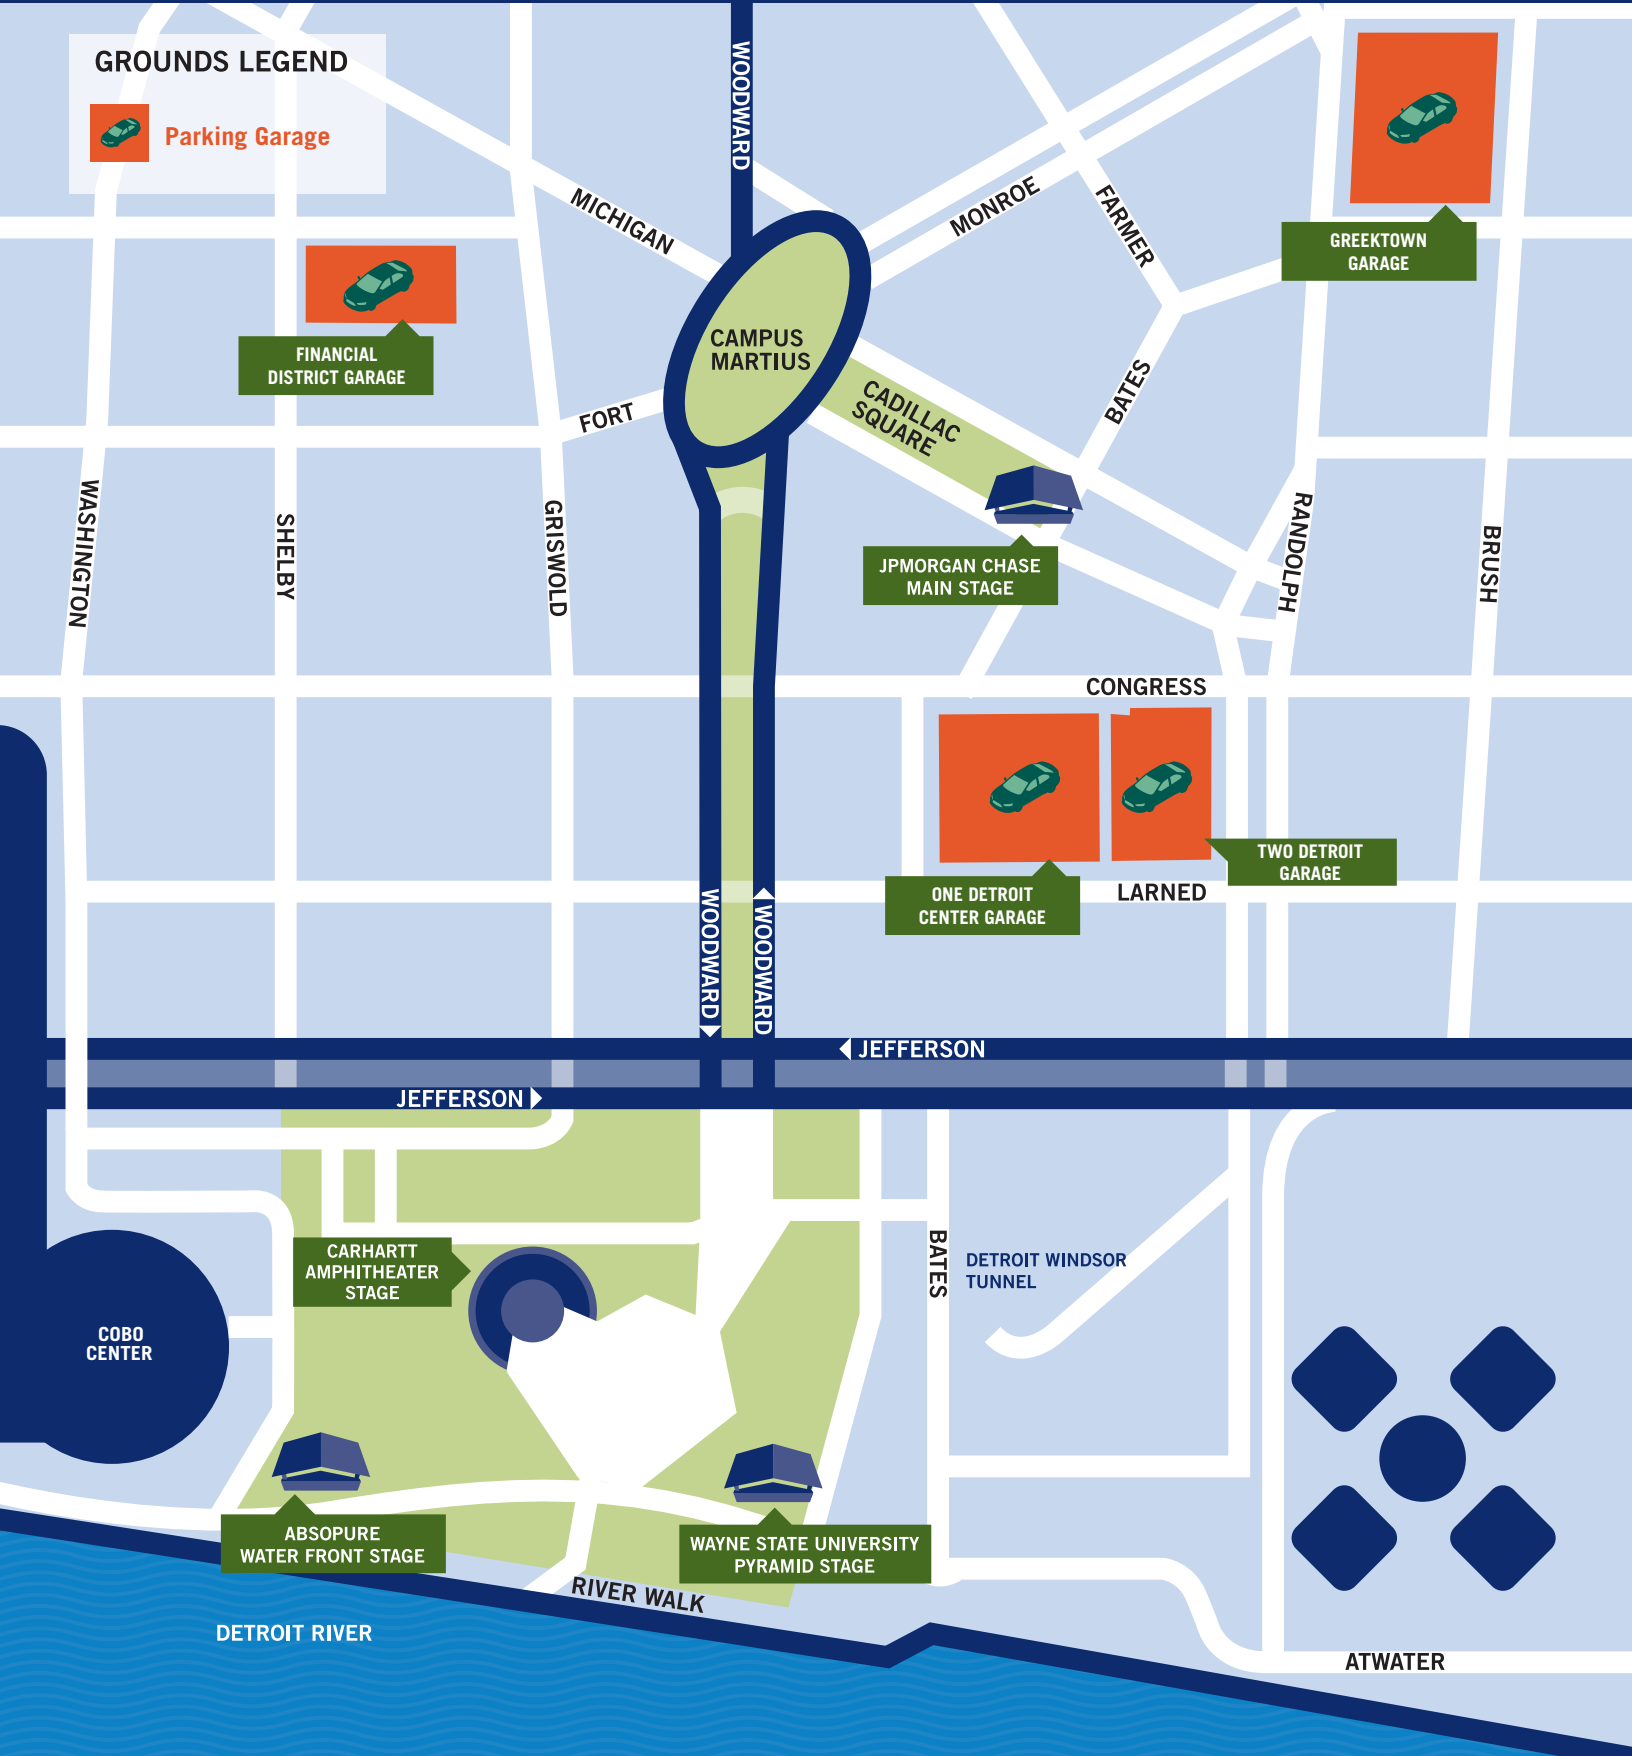 GROUNDS LEGEND
Parking Garage
WOODWARD
MICHIGAN
MONROE
FARMER
GREEKTOWN
GARAGE
FINANCIAL
DISTRICT GARAGE
CAMPUS
MARTIUS
FORT
CADILLAC
SQUARE
BATES
WASHINGTON
SHELBY
GRISWOLD
RANDOLPH
BRUSH
JPMORGAN CHASE
MAIN STAGE
CONGRESS
TWO DETROIT
GARAGE
ONE DETROIT
CENTER GARAGE
LARNED
WOODWARD
WOODWARD
JEFFERSON
JEFFERSON
CARHARTT
AMPHITHEATER
STAGE
BATES
DETROIT WINDSOR
TUNNEL
COBO
CENTER
ABSOPURE
WATER FRONT STAGE
WAYNE STATE UNIVERSITY
PYRAMID STAGE
RIVER WALK
DETROIT RIVER
ATWATER